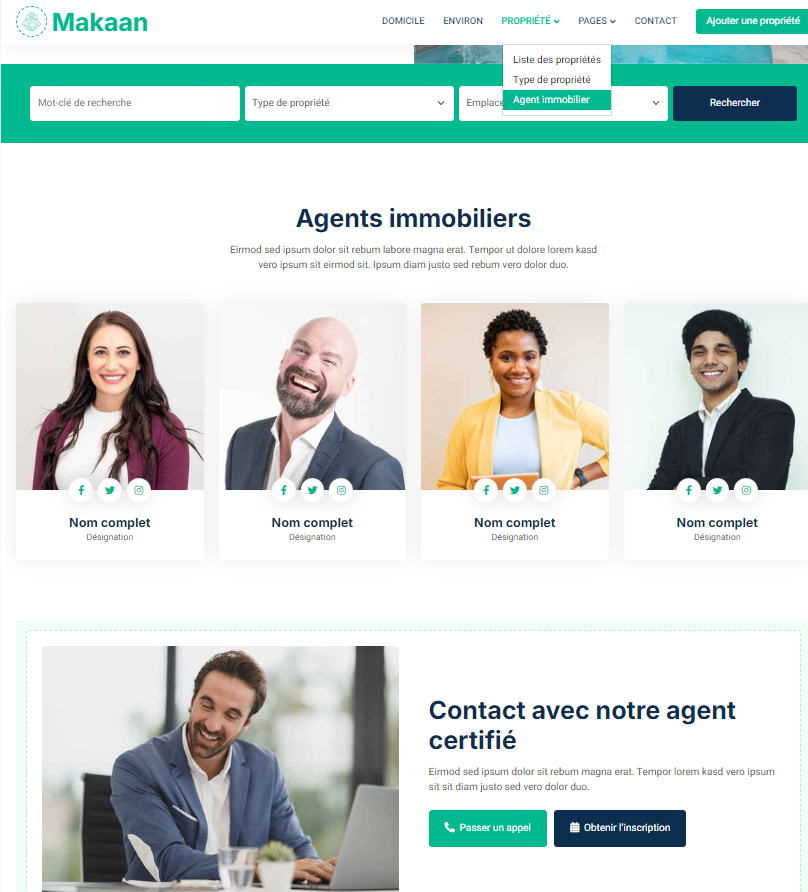 Makaan
DOMICILE
ENVIRON
PROPRIÉTÉ
PAGES
CONTACT
Ajouter une propriété
Liste des propriétés
Type de propriété
Agent immobilier
Mot-clé de recherche
Type de propriété
Emplace
Rechercher
Agents immobiliers
Eirmod sed ipsum dolor sit rebum labore magna erat. Tempor ut dolore lorem kasd
vero ipsum sit eirmod sit. Ipsum diam justo sed rebum vero dolor duo.
Nom complet
Désignation
Nom complet
Désignation
Nom complet
Désignation
Nom complet
Désignation
Contact avec notre agent
certifié
Eirmod sed ipsum dolor sit rebum magna erat. Tempor lorem kasd vero ipsum
sit sit diam justo sed vero dolor duo.
Passer un appel
Obtenir l'inscription